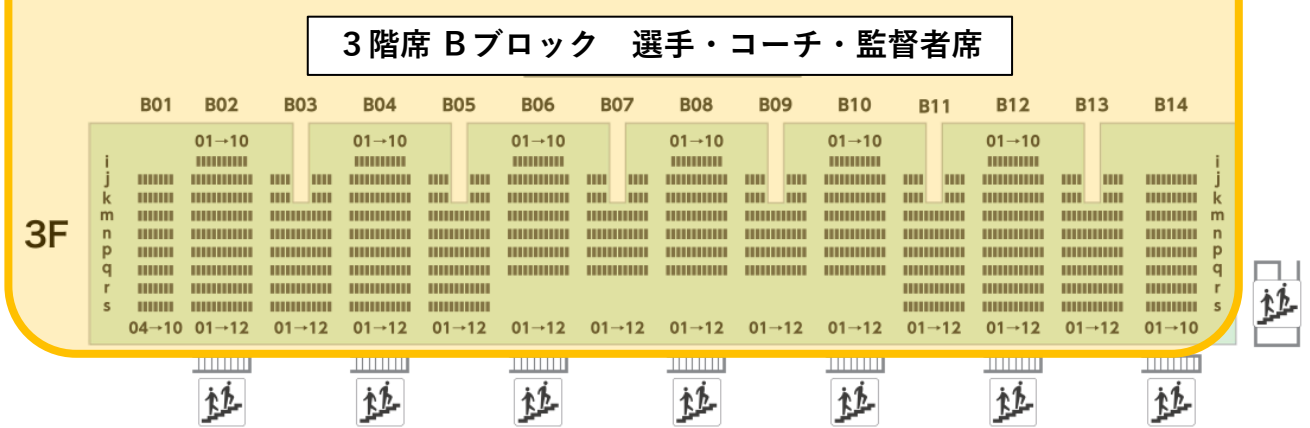 3階席 Bブロック　選手・コーチ・監督者席
B01 B02 B03 B04 B05 B06 B07 B08 B09 B10 B11 B12 B13 B14
01→10 01→10 01→10 01→10 01→10 01→10
i i
j j
k k
m m
3F
n n
p p
q q
r r
s s
04→10 01→12 01→12 01→12 01→12 01→12 01→12 01→12 01→12 01→12 01→12 01→12 01→12 01→10